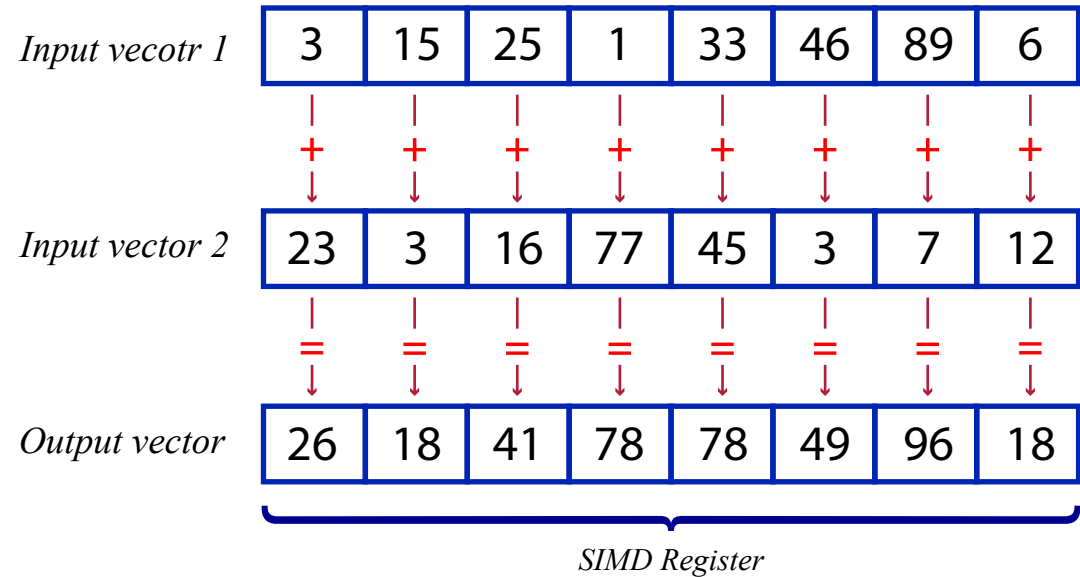 Input vecotr 1 3 15 25 1 33 46 89 6
+ + + + + + + +
Input vector 2 23 3 16 77 45 3 7 12
= = = = = = = =
Output vector 26 18 41 78 78 49 96 18
SIMD Register